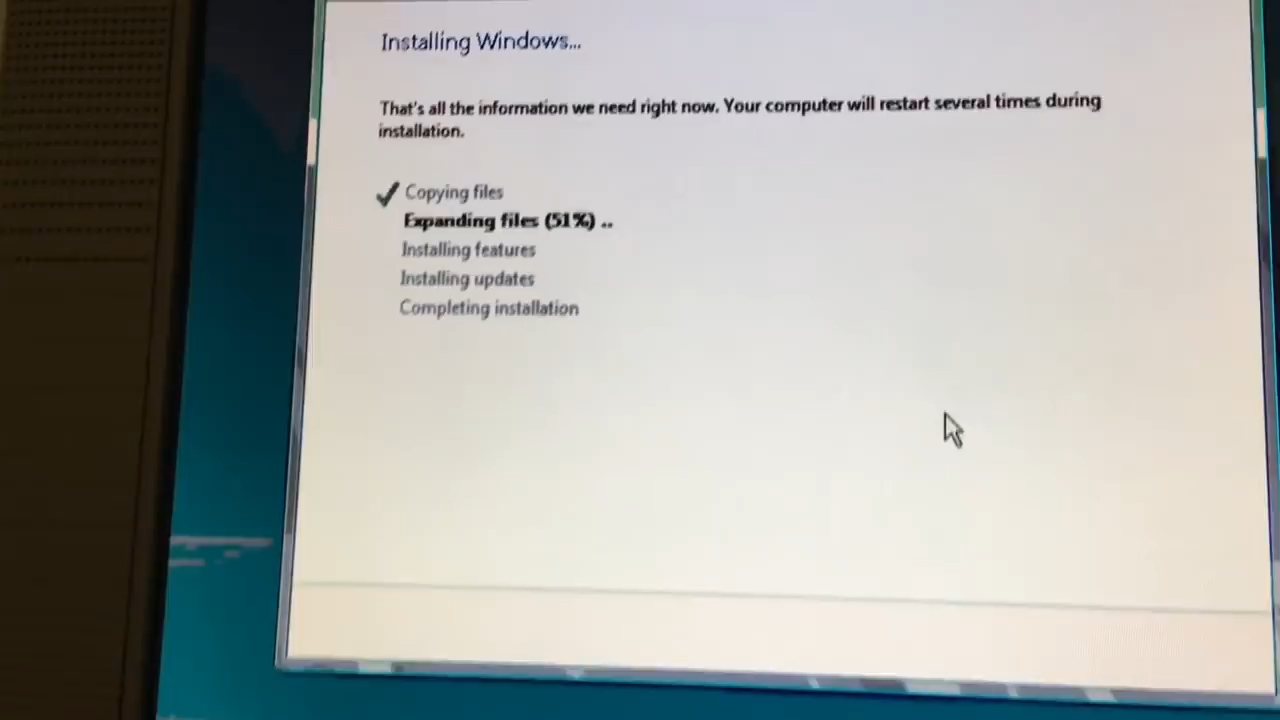 Installing Windows...
That's all the information we need right now. Your computer will restart several times during
installation.
Copying files
Expanding files (51%) ..
Installing features
Installing updates
Completing installation